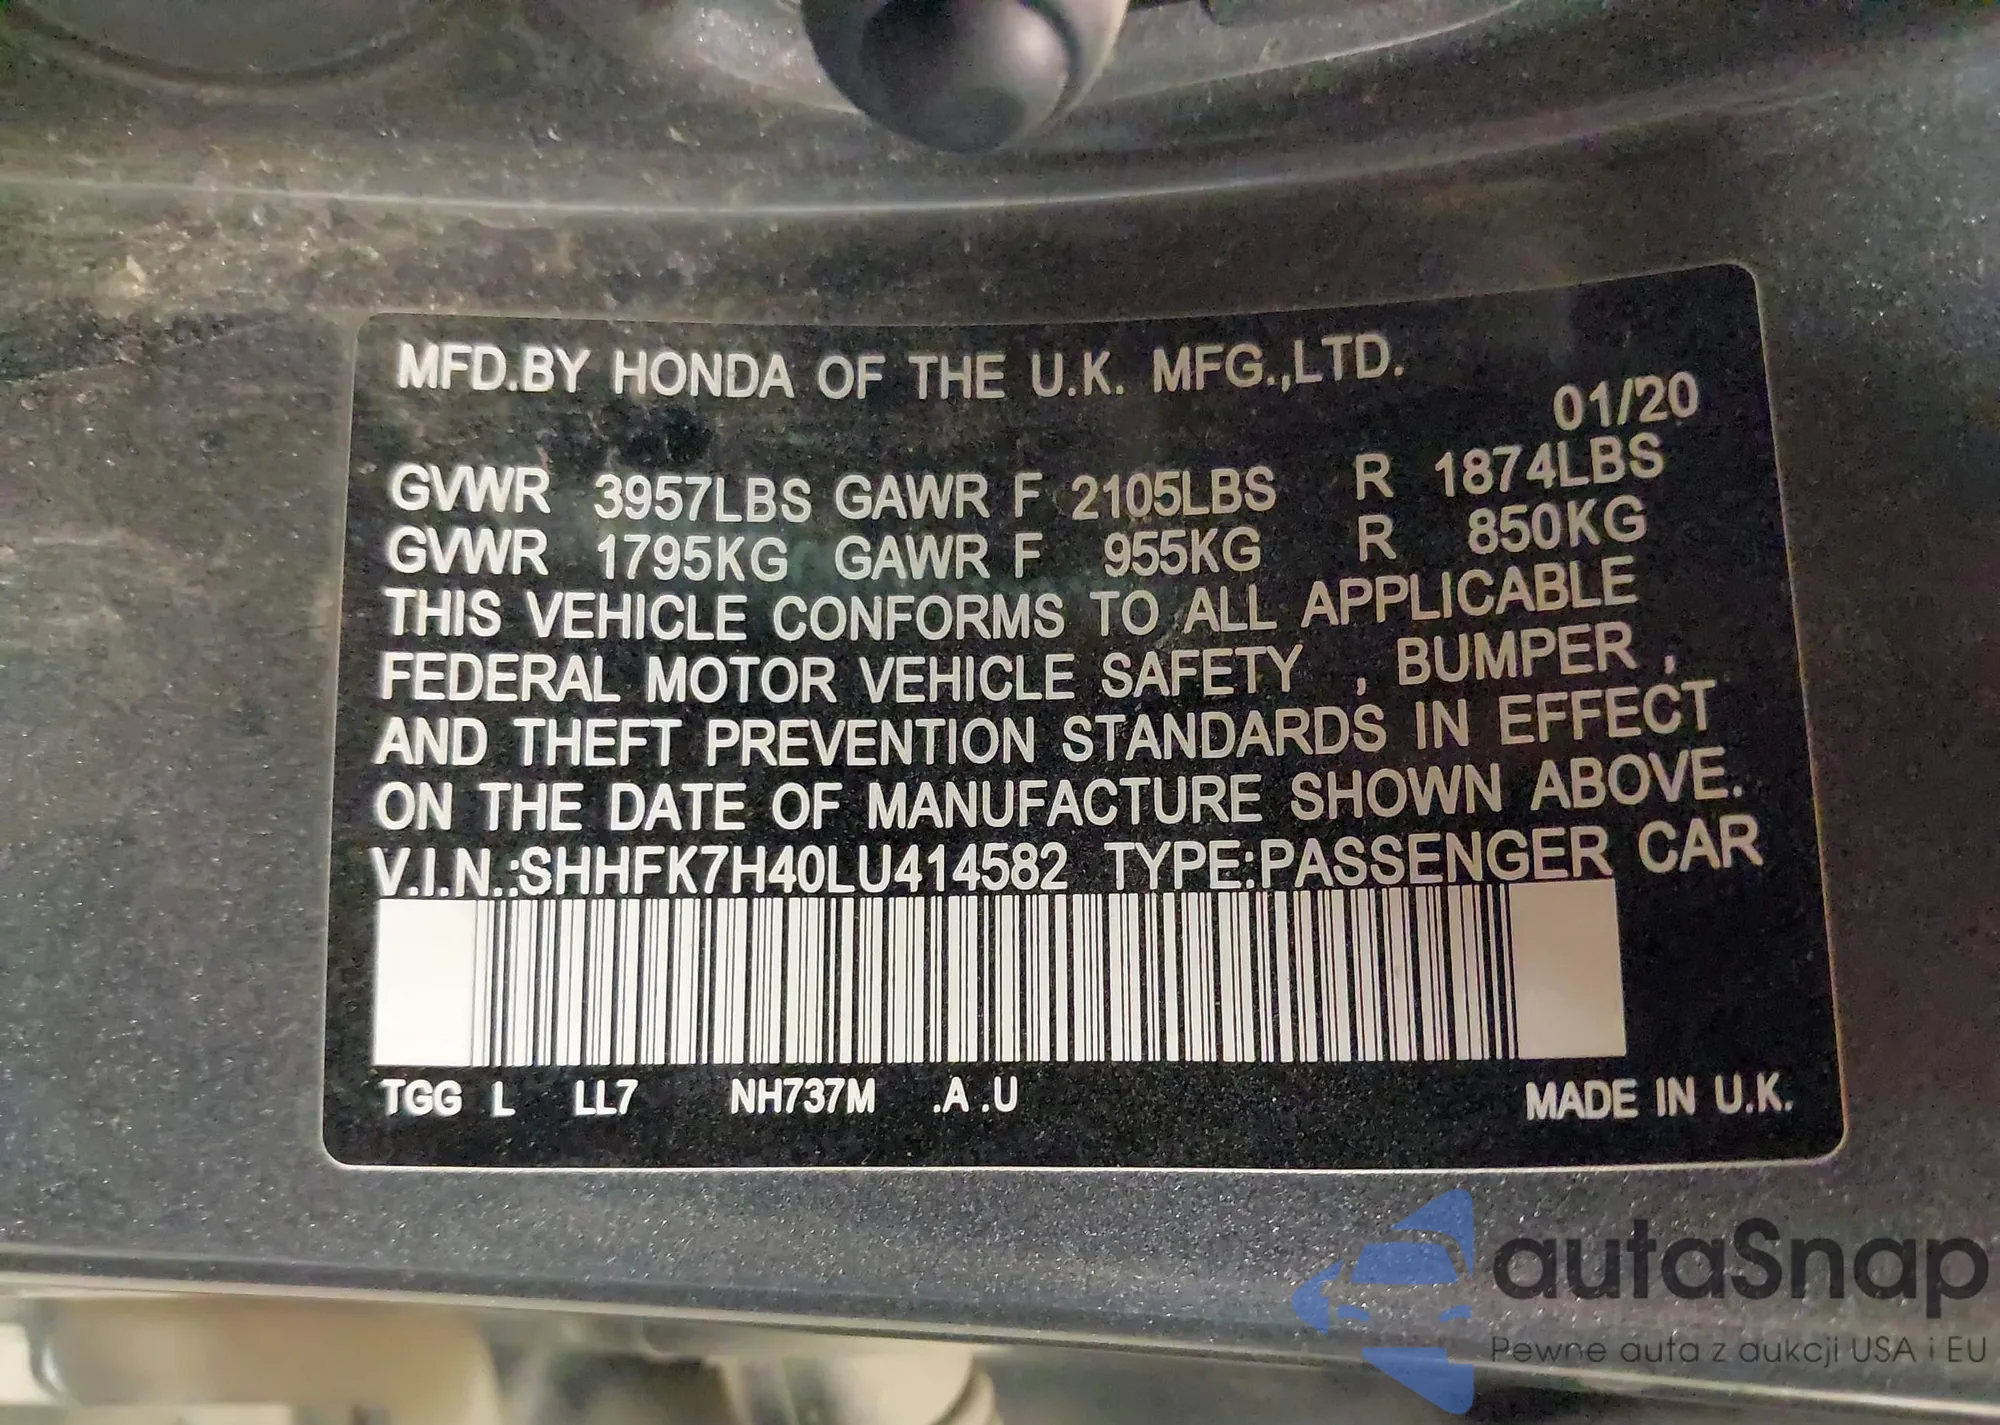 MFD.BY HONDA OF THE U.K. MFG.,LTD.
01/20
GVWR 3957LBS GAWR F 2105LBS R 1874LBS
GVWR 1795KG GAWR F 955KG R 850KG
THIS VEHICLE CONFORMS TO ALL APPLICABLE
FEDERAL MOTOR VEHICLE SAFETY , BUMPER ,
AND THEFT PREVENTION STANDARDS IN EFFECT
ON THE DATE OF MANUFACTURE SHOWN ABOVE.
V.I.N.:SHHFK7H40LU414582 TYPE:PASSENGER CAR
TGG L LL7 NH737M .A .U MADE IN U.K.
autaSnap
Pewne auta z aukcji USA i EU